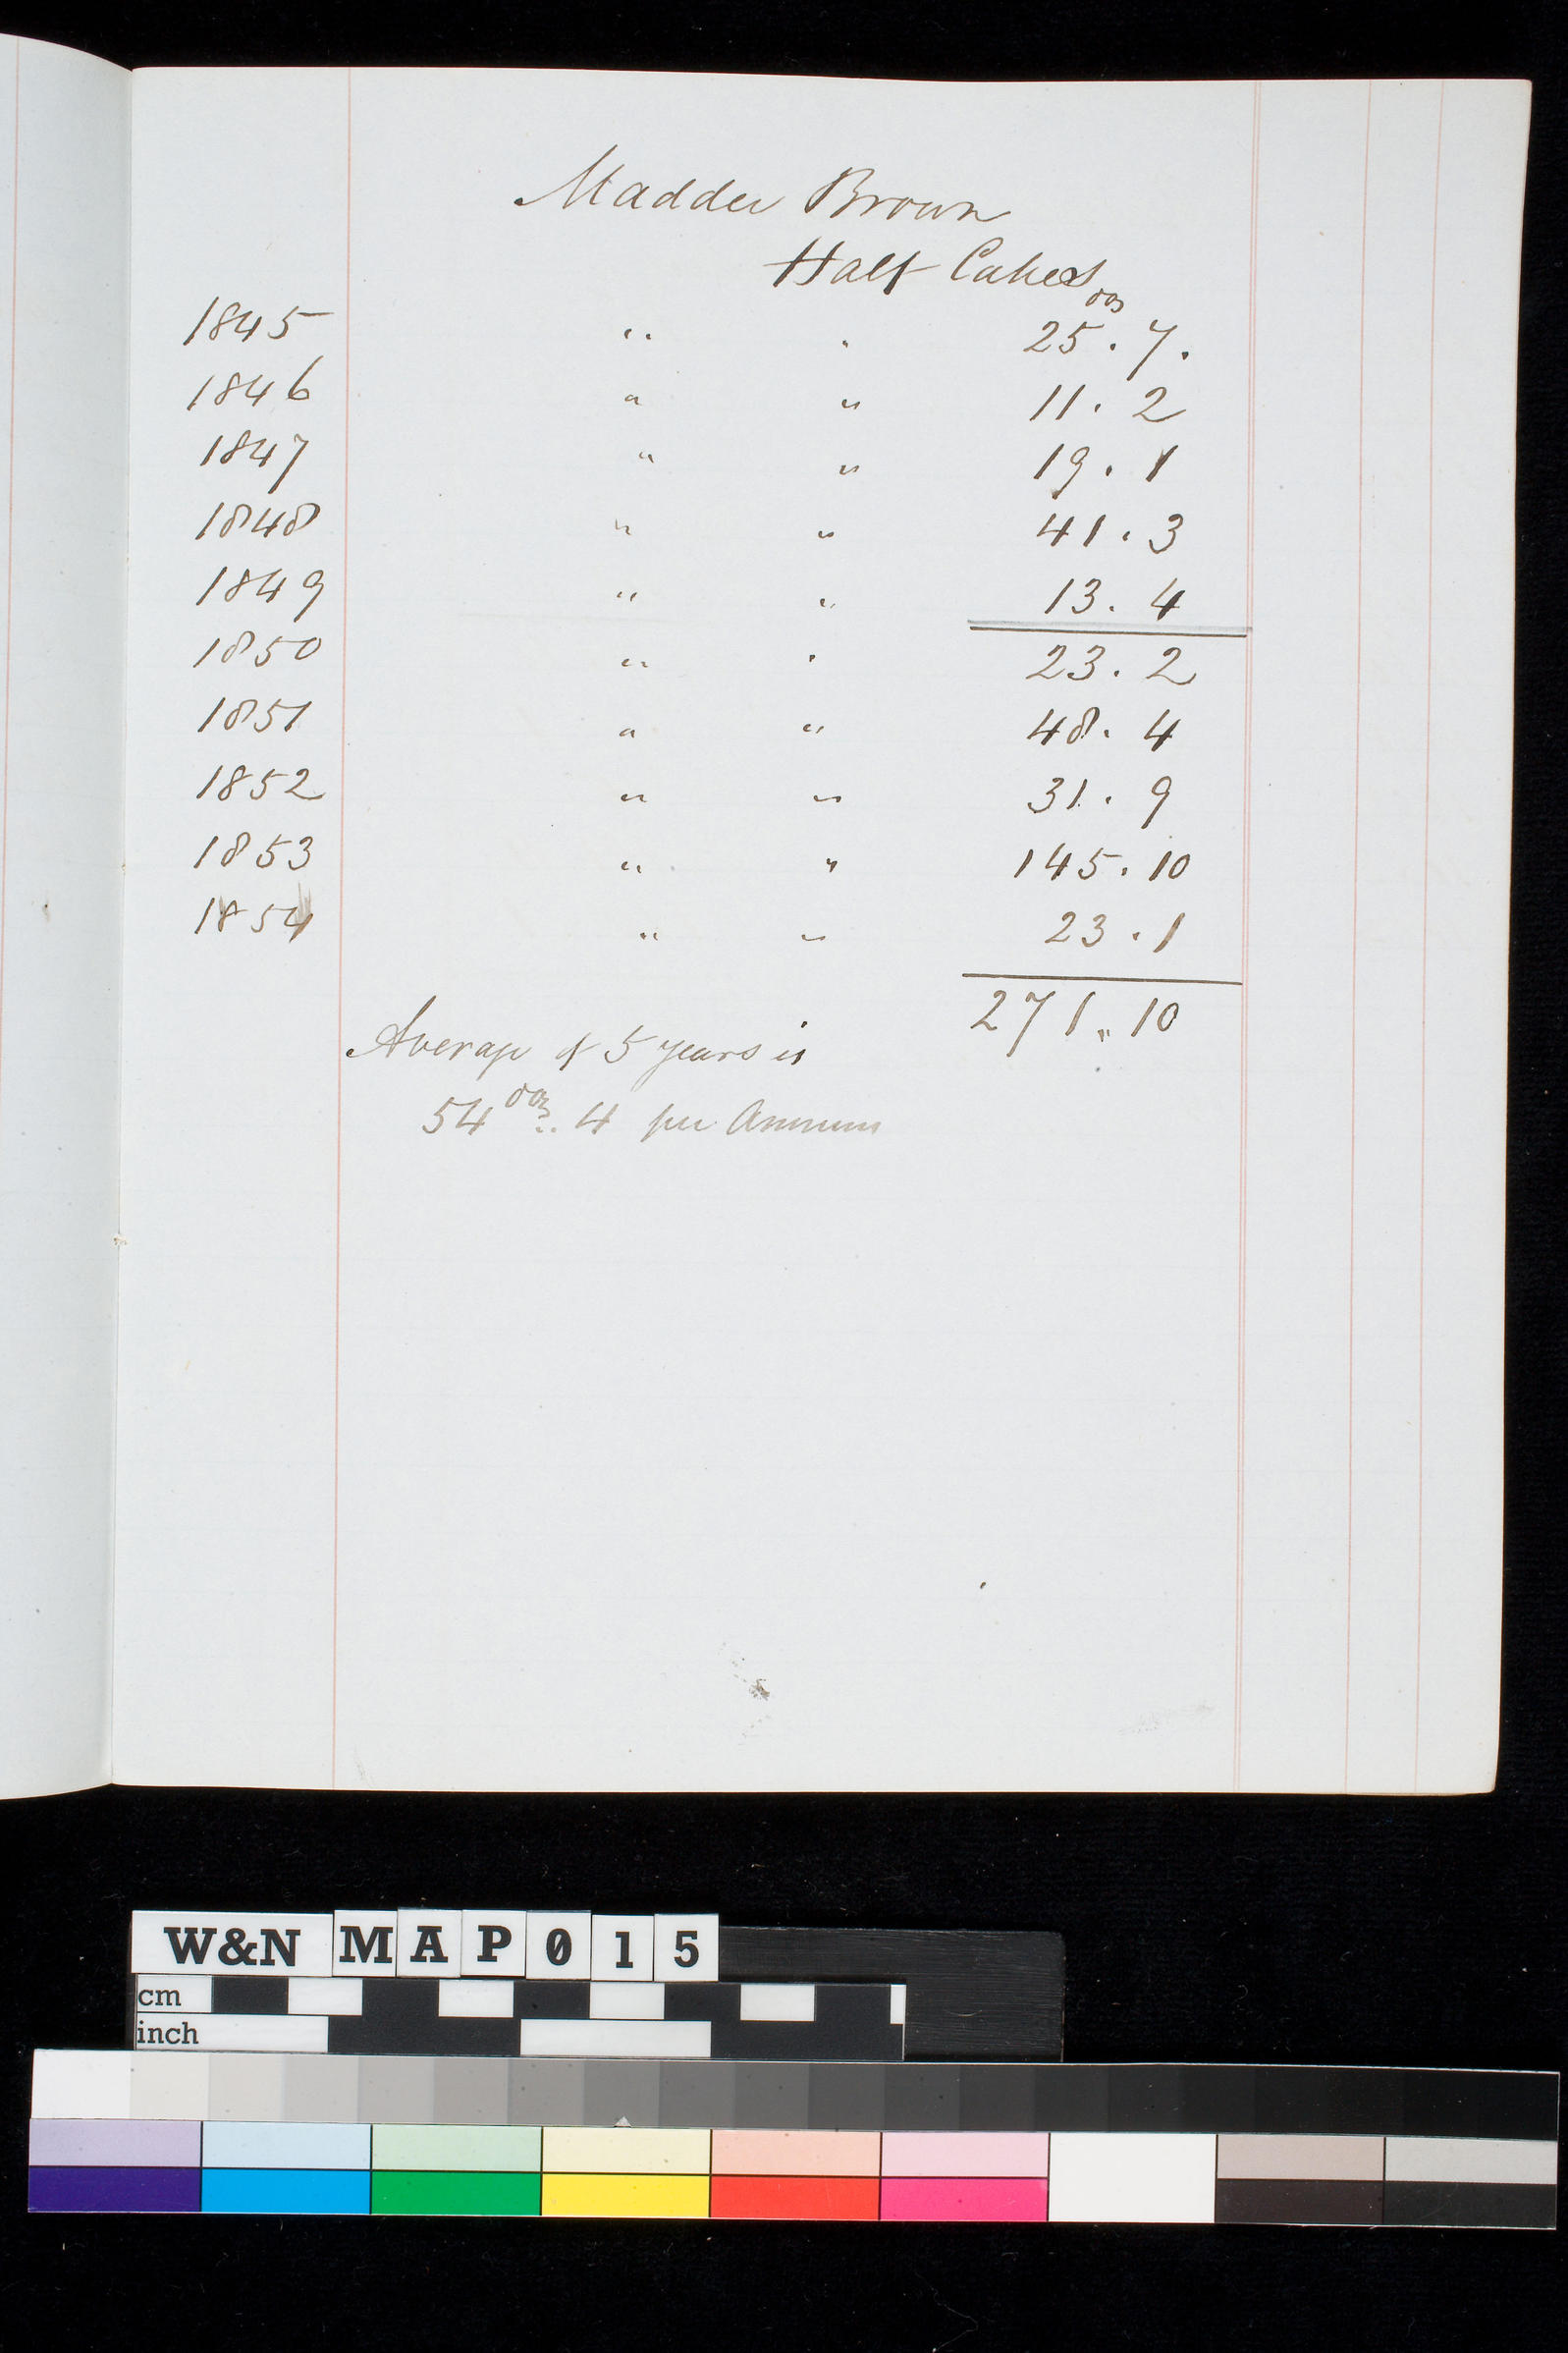 Madder Brown
Half Cakes
doz
1845 " " 25 . 7 .
1846 " " 11 . 2
1847 " " 19 . 1
1848 " " 41 . 3
1849 " " 13 . 4
1850 " " 23 . 2
1851 " " 48 . 4
1852 " " 31 . 9
1853 " " 145 . 10
1854 " " 23 . 1
271 " 10
Average of 5 years is
54 doz .. 4 per Annum
W&N MAP015
cm
inch